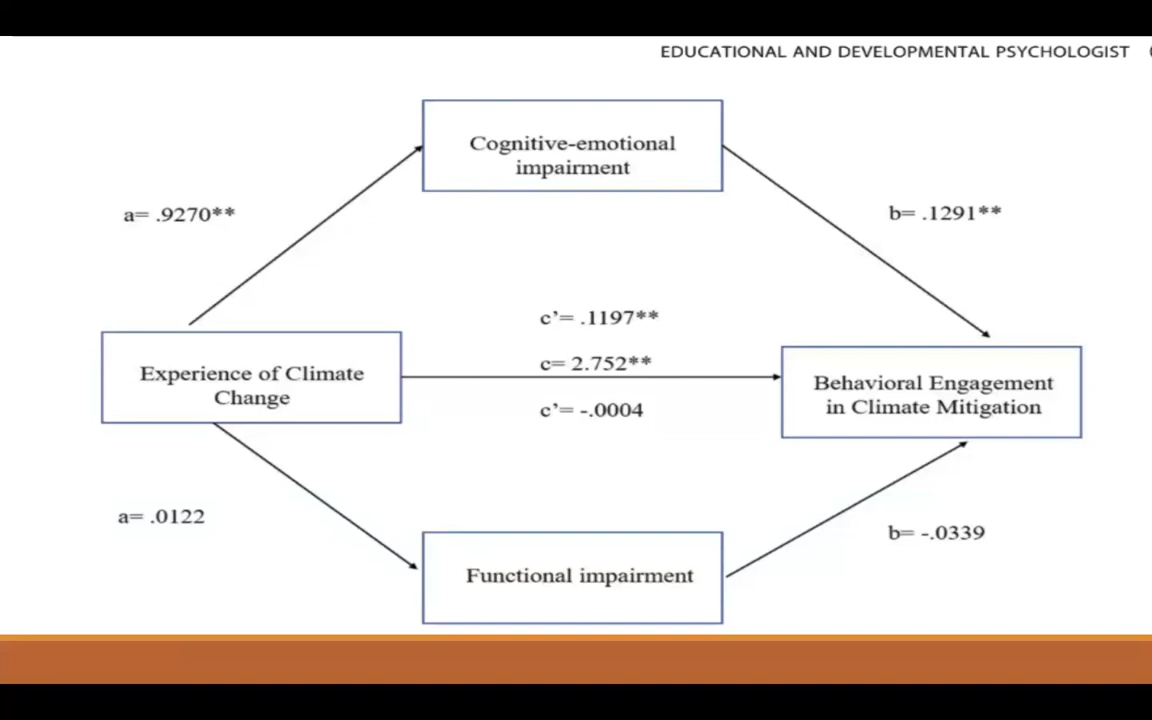 EDUCATIONAL AND DEVELOPMENTAL PSYCHOLOGIST
Cognitive-emotional
impairment
a= .9270**
b= .1291**
c’= .1197**
c= 2.752**
c’= -.0004
Experience of Climate
Change
Behavioral Engagement
in Climate Mitigation
a= .0122
b= -.0339
Functional impairment